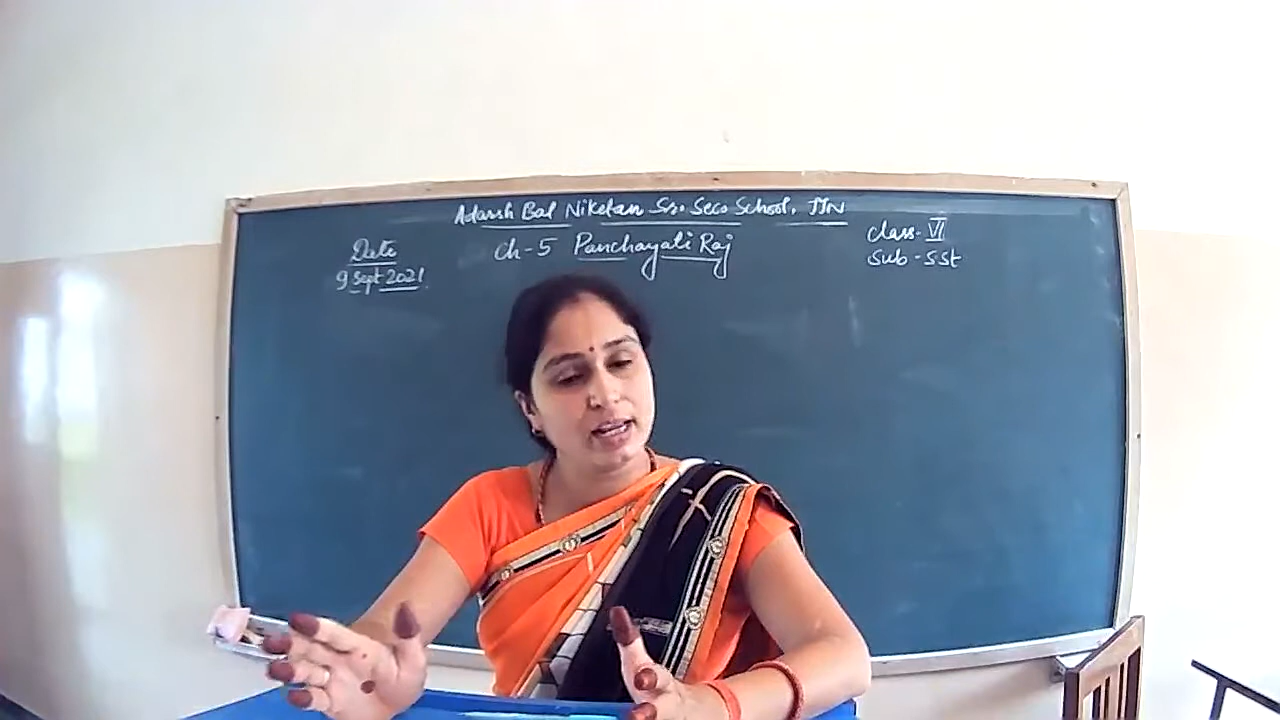 Adarsh Bal Niketan Sr. Sec. School, JJN
Date
9 Sept 2021
Ch-5 Panchayati Raj
Class-VI
Sub-SSt